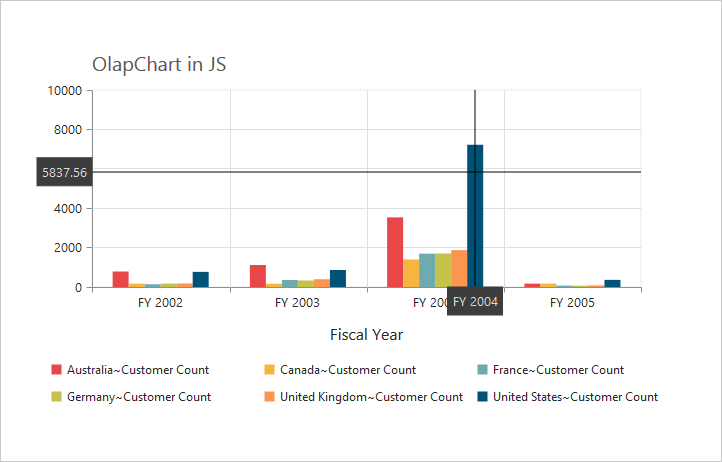 OlapChart in JS
10000
8000
5837.56
4000
2000
0
FY 2002 FY 2003 FY 200 FY 2004 FY 2005
Fiscal Year
Australia~Customer Count Canada~Customer Count France~Customer Count
Germany~Customer Count United Kingdom~Customer Count United States~Customer Count